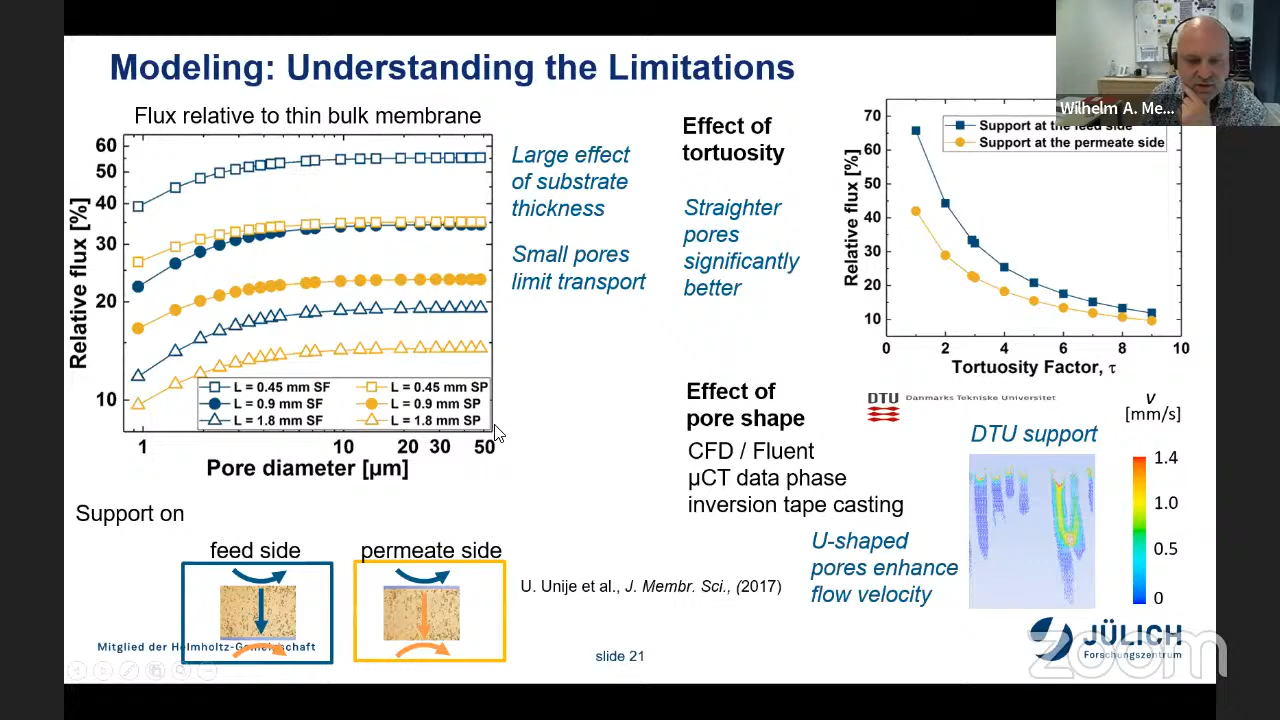 Modeling: Understanding the Limitations
Wilhelm A. Me...
Flux relative to thin bulk membrane
60
50
40
30
20
10
Relative flux [%]
L = 0.45 mm SF
L = 0.45 mm SP
L = 0.9 mm SF
L = 0.9 mm SP
L = 1.8 mm SF
L = 1.8 mm SP
1
10
20
30
50
Pore diameter [µm]
Large effect
of substrate
thickness
Small pores
limit transport
Effect of
tortuosity
Straighter
pores
significantly
better
70
60
50
40
30
20
10
Relative flux [%]
Support at the feed side
Support at the permeate side
0
2
4
6
8
10
Tortuosity Factor, τ
Effect of
pore shape
CFD / Fluent
µCT data phase
inversion tape casting
U-shaped
pores enhance
flow velocity
DTU
Danmarks Tekniske Universitet
DTU support
v
[mm/s]
1.4
1.0
0.5
0
Support on
feed side
permeate side
U. Unije et al., J. Membr. Sci., (2017)
Mitglied der Helmholtz-Gemeinschaft
slide 21
JÜLICH
Forschungszentrum
zoom